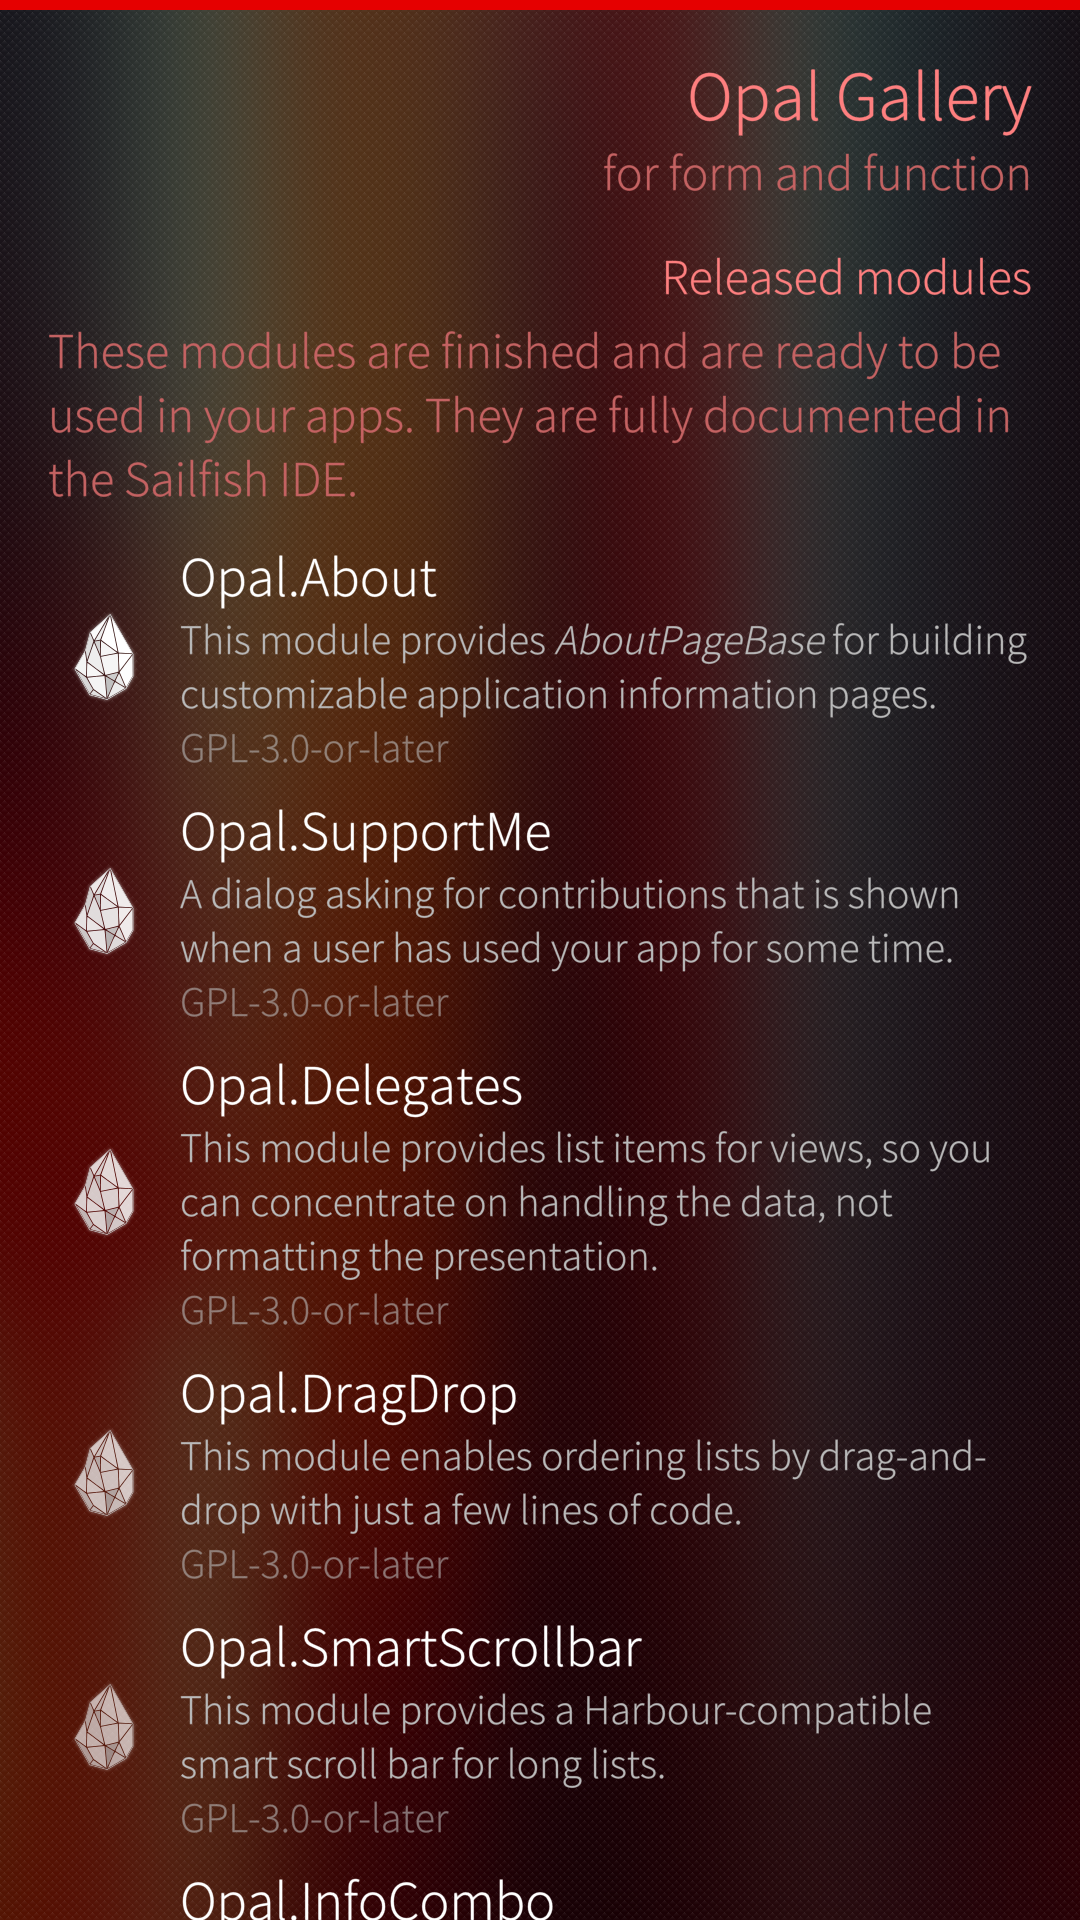 Opal Gallery
for form and function
Released modules
These modules are finished and are ready to be
used in your apps. They are fully documented in
the Sailfish IDE.
Opal.About
This module provides AboutPageBase for building
customizable application information pages.
GPL-3.0-or-later
Opal.SupportMe
A dialog asking for contributions that is shown
when a user has used your app for some time.
GPL-3.0-or-later
Opal.Delegates
This module provides list items for views, so you
can concentrate on handling the data, not
formatting the presentation.
GPL-3.0-or-later
Opal.DragDrop
This module enables ordering lists by drag-and-
drop with just a few lines of code.
GPL-3.0-or-later
Opal.SmartScrollbar
This module provides a Harbour-compatible
smart scroll bar for long lists.
GPL-3.0-or-later
Opal.InfoCombo